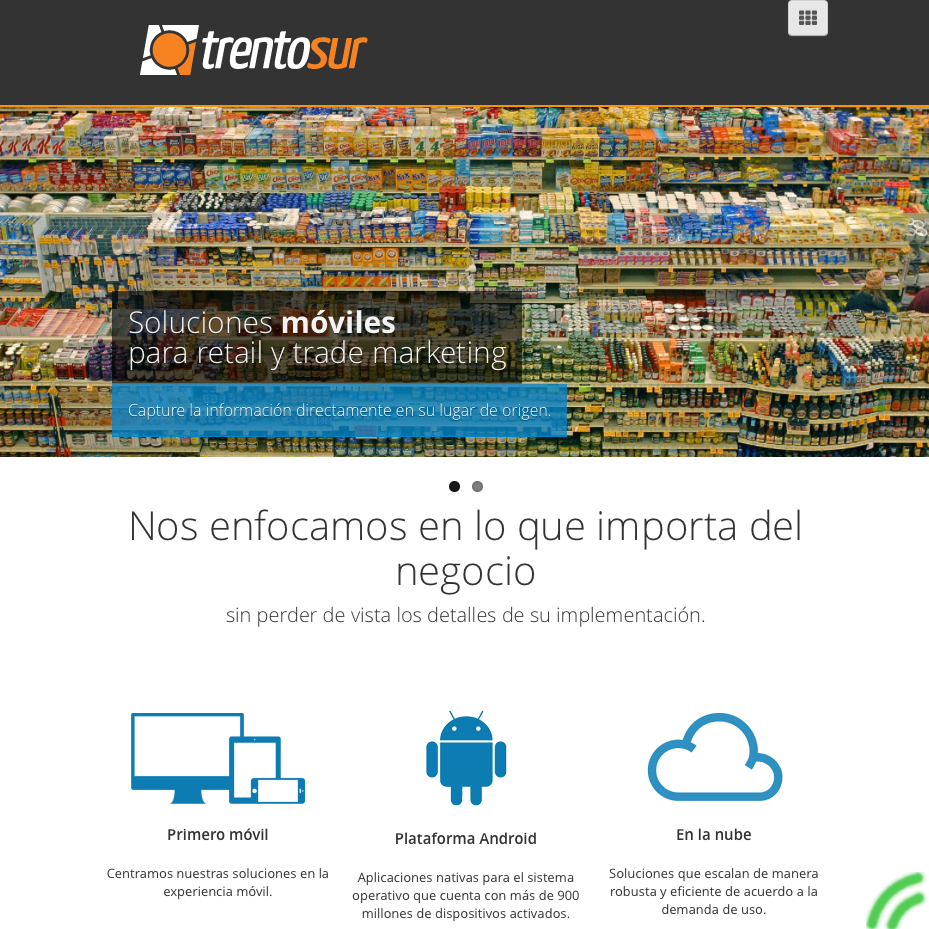 trentosur
Soluciones móviles
para retail y trade marketing
Capture la información directamente en su lugar de origen.
Nos enfocamos en lo que importa del
negocio
sin perder de vista los detalles de su implementación.
Primero móvil
Centramos nuestras soluciones en la
experiencia móvil.
Plataforma Android
Aplicaciones nativas para el sistema
operativo que cuenta con más de 900
millones de dispositivos activados.
En la nube
Soluciones que escalan de manera
robusta y eficiente de acuerdo a la
demanda de uso.